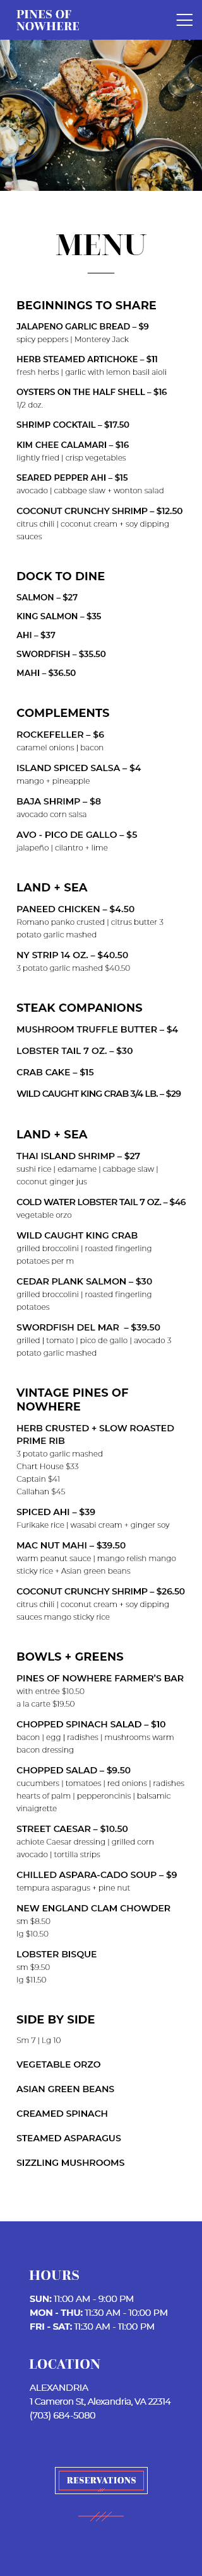 PINES OF
NOWHERE
MENU
BEGINNINGS TO SHARE
JALAPENO GARLIC BREAD – $9
spicy peppers | Monterey Jack
HERB STEAMED ARTICHOKE – $11
fresh herbs | garlic with lemon basil aioli
OYSTERS ON THE HALF SHELL – $16
1/2 doz.
SHRIMP COCKTAIL – $17.50
KIM CHEE CALAMARI – $16
lightly fried | crisp vegetables
SEARED PEPPER AHI – $15
avocado | cabbage slaw + wonton salad
COCONUT CRUNCHY SHRIMP – $12.50
citrus chili | coconut cream + soy dipping
sauces
DOCK TO DINE
SALMON – $27
KING SALMON – $35
AHI – $37
SWORDFISH – $35.50
MAHI – $36.50
COMPLEMENTS
ROCKEFELLER – $6
caramel onions | bacon
ISLAND SPICED SALSA – $4
mango + pineapple
BAJA SHRIMP – $8
avocado corn salsa
AVO - PICO DE GALLO – $5
jalapeño | cilantro + lime
LAND + SEA
PANEED CHICKEN – $4.50
Romano panko crusted | citrus butter 3
potato garlic mashed
NY STRIP 14 OZ. – $40.50
3 potato garlic mashed $40.50
STEAK COMPANIONS
MUSHROOM TRUFFLE BUTTER – $4
LOBSTER TAIL 7 OZ. – $30
CRAB CAKE – $15
WILD CAUGHT KING CRAB 3/4 LB. – $29
LAND + SEA
THAI ISLAND SHRIMP – $27
sushi rice | edamame | cabbage slaw |
coconut ginger jus
COLD WATER LOBSTER TAIL 7 OZ. – $46
vegetable orzo
WILD CAUGHT KING CRAB
grilled broccolini | roasted fingerling
potatoes per m
CEDAR PLANK SALMON – $30
grilled broccolini | roasted fingerling
potatoes
SWORDFISH DEL MAR – $39.50
grilled | tomato | pico de gallo | avocado 3
potato garlic mashed
VINTAGE PINES OF
NOWHERE
HERB CRUSTED + SLOW ROASTED
PRIME RIB
3 potato garlic mashed
Chart House $33
Captain $41
Callahan $45
SPICED AHI – $39
Furikake rice | wasabi cream + ginger soy
MAC NUT MAHI – $39.50
warm peanut sauce | mango relish mango
sticky rice + Asian green beans
COCONUT CRUNCHY SHRIMP – $26.50
citrus chili | coconut cream + soy dipping
sauces mango sticky rice
BOWLS + GREENS
PINES OF NOWHERE FARMER'S BAR
with entrée $10.50
a la carte $19.50
CHOPPED SPINACH SALAD – $10
bacon | egg | radishes | mushrooms warm
bacon dressing
CHOPPED SALAD – $9.50
cucumbers | tomatoes | red onions | radishes
hearts of palm | pepperoncinis | balsamic
vinaigrette
STREET CAESAR – $10.50
achiote Caesar dressing | grilled corn
avocado | tortilla strips
CHILLED ASPARA-CADO SOUP – $9
tempura asparagus + pine nut
NEW ENGLAND CLAM CHOWDER
sm $8.50
lg $10.50
LOBSTER BISQUE
sm $9.50
lg $11.50
SIDE BY SIDE
Sm 7 | Lg 10
VEGETABLE ORZO
ASIAN GREEN BEANS
CREAMED SPINACH
STEAMED ASPARAGUS
SIZZLING MUSHROOMS
HOURS
SUN: 11:00 AM - 9:00 PM
MON - THU: 11:30 AM - 10:00 PM
FRI - SAT: 11:30 AM - 11:00 PM
LOCATION
ALEXANDRIA
1 Cameron St, Alexandria, VA 22314
(703) 684-5080
RESERVATIONS